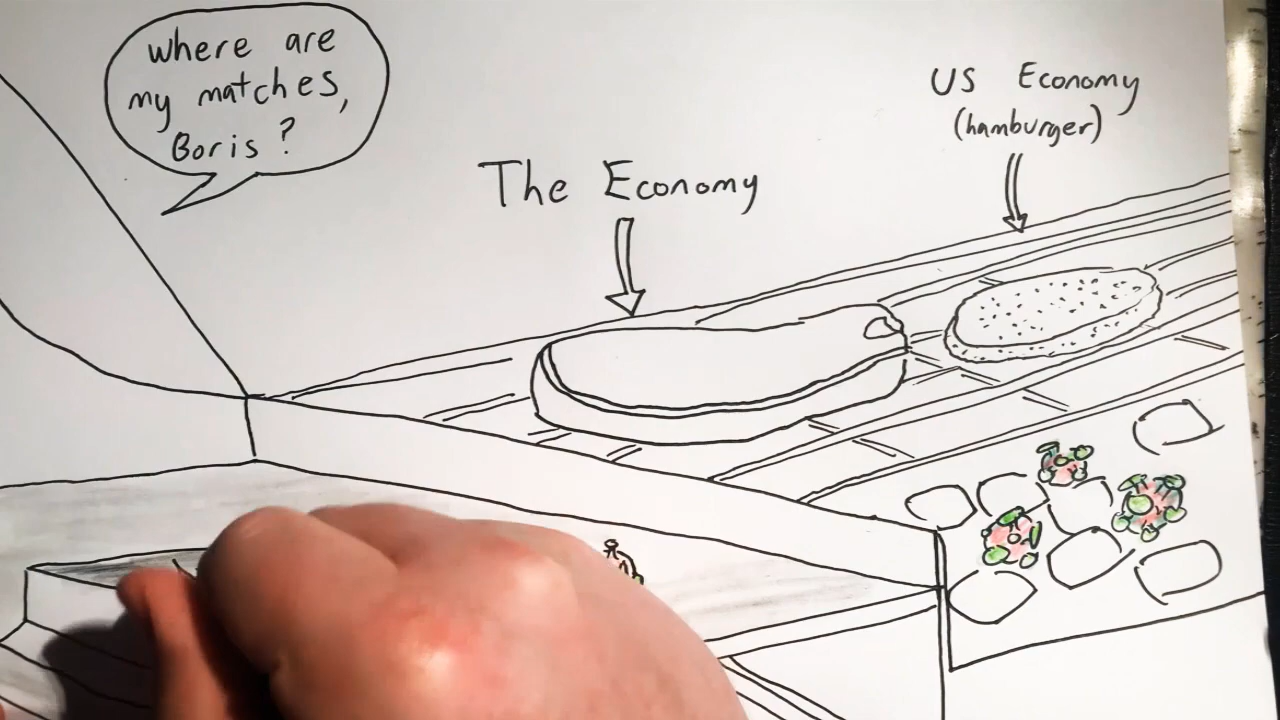 where are
my matches,
Boris?
The Economy
US Economy
(hamburger)